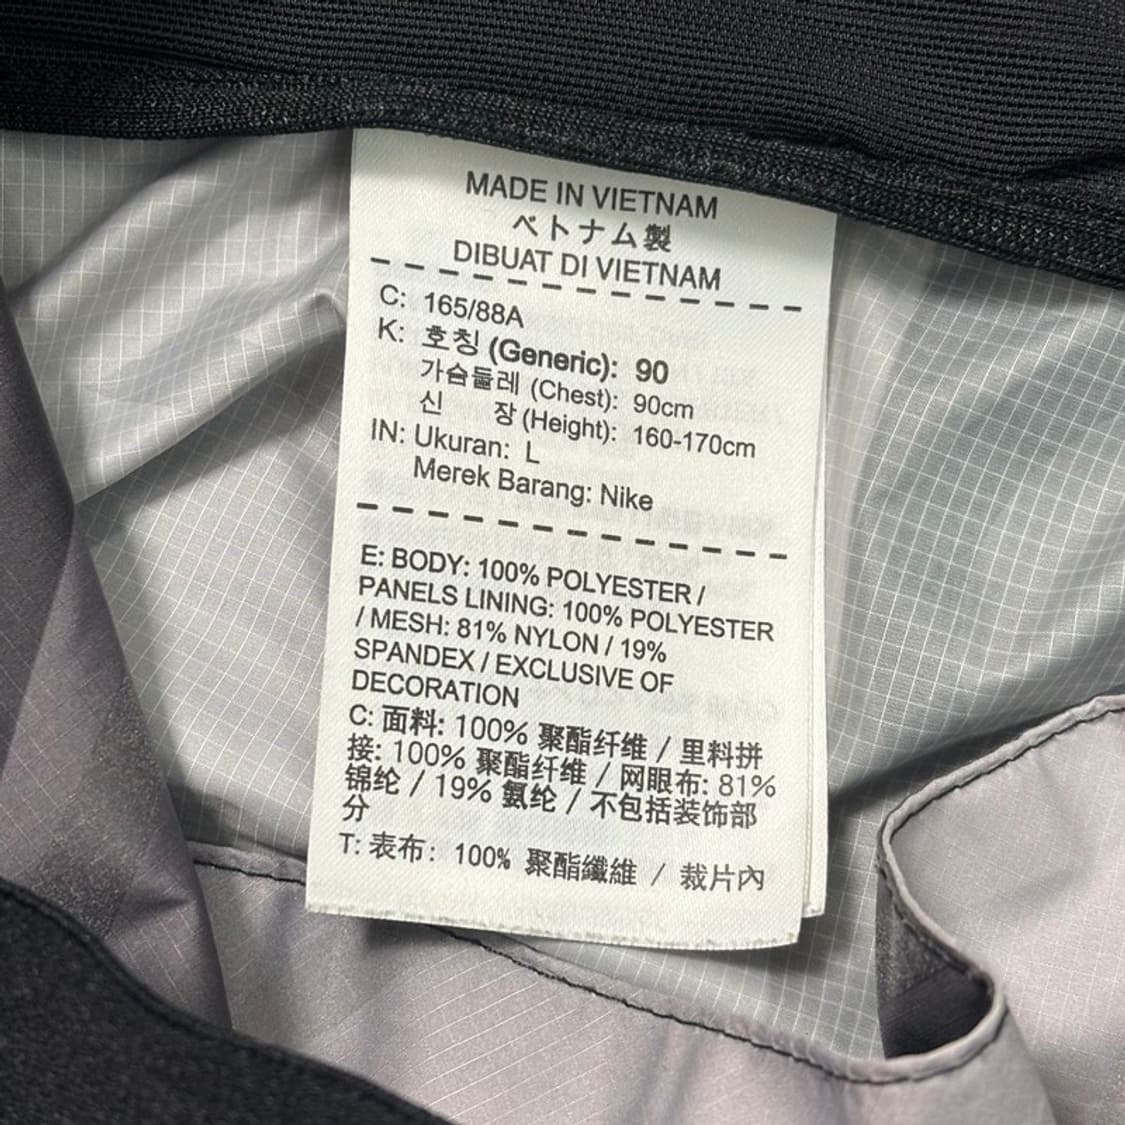 MADE IN VIETNAM
ベトナム製
DIBUAT DI VIETNAM
C: 165/88A
K: 호칭 (Generic): 90
가슴둘레 (Chest): 90cm
신 장 (Height): 160-170cm
IN: Ukuran: L
Merek Barang: Nike
E: BODY: 100% POLYESTER /
PANELS LINING: 100% POLYESTER
/ MESH: 81% NYLON / 19%
SPANDEX / EXCLUSIVE OF
DECORATION
C: 面料: 100% 聚酯纤维 / 里料拼
接: 100% 聚酯纤维 / 网眼布: 81%
锦纶 / 19% 氨纶 / 不包括装饰部
分
T: 表布: 100% 聚酯纖維 / 裁片內